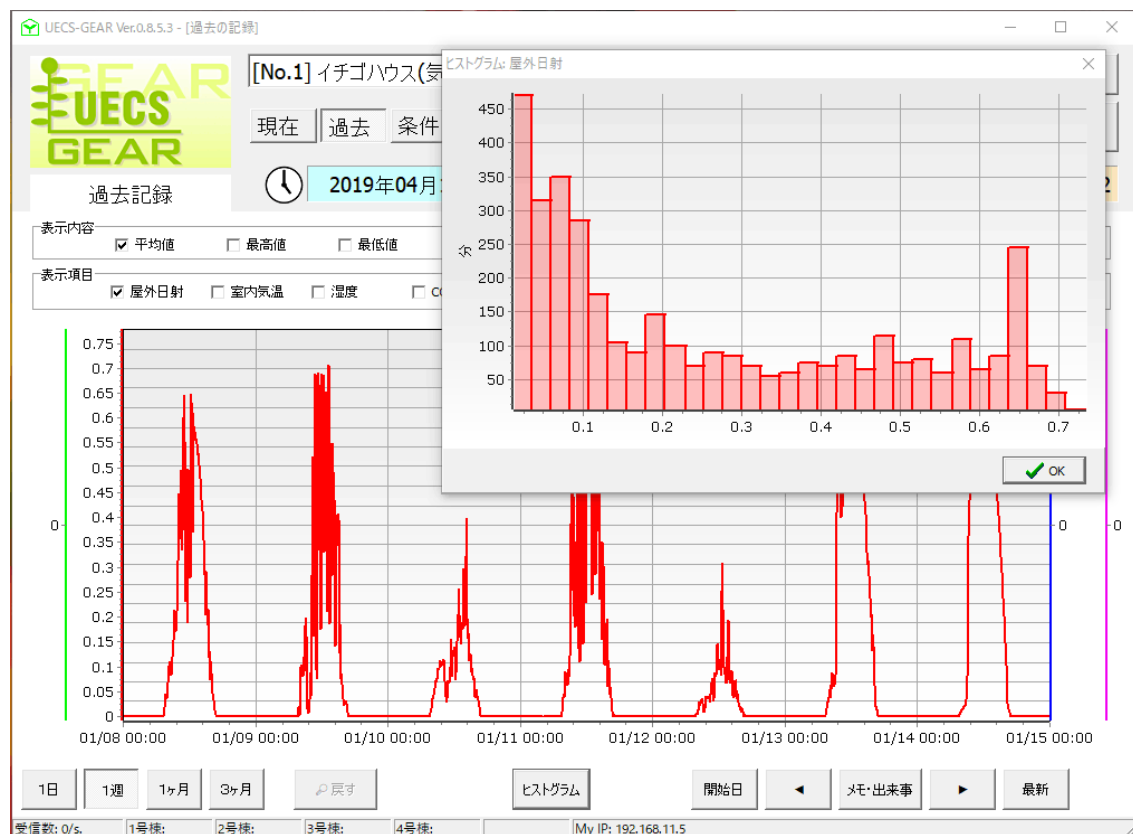 UECS-GEAR Ver.0.8.5.3 - [過去の記録]
GEAR
UECS
GEAR
過去記録
[No.1] イチゴハウス(気
現在 過去 条件
2019年04月
2
表示内容
平均値 最高値 最低値
表示項目
屋外日射 室内気温 湿度 CO
ヒストグラム: 屋外日射
450
400
350
300
250
200
150
100
50
分
0.1 0.2 0.3 0.4 0.5 0.6 0.7
OK
0.75
0.7
0.65
0.6
0.55
0.5
0.45
0.4
0.35
0.3
0.25
0.2
0.15
0.1
0.05
0
0 0 0
01/08 00:00 01/09 00:00 01/10 00:00 01/11 00:00 01/12 00:00 01/13 00:00 01/14 00:00 01/15 00:00
1日 1週 1ヶ月 3ヶ月 戻す ヒストグラム 開始日 ◄ メモ・出来事 ► 最新
受信数: 0/s. 1号棟: 2号棟: 3号棟: 4号棟: My IP: 192.168.11.5